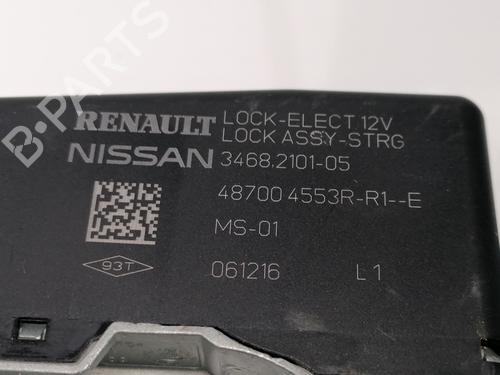 RENAULT LOCK-ELECT.12V
LOCK ASSY-STRG
NISSAN 3468.2101-05
48700 4553R-R1--E
MS-01
93T 061216 L1
B-PARTS
B-PARTS